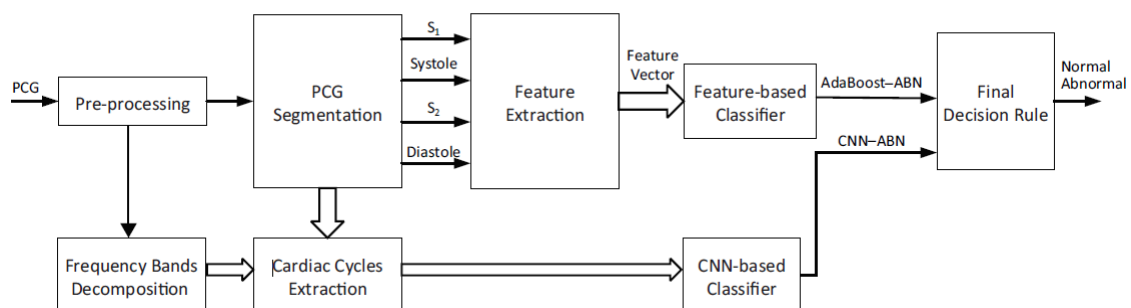 PCG
Pre-processing
PCG
Segmentation
S1
Systole
S2
Diastole
Feature
Extraction
Feature
Vector
Feature-based
Classifier
AdaBoost–ABN
CNN–ABN
Final
Decision Rule
Normal
Abnormal
Frequency Bands
Decomposition
Cardiac Cycles
Extraction
CNN-based
Classifier